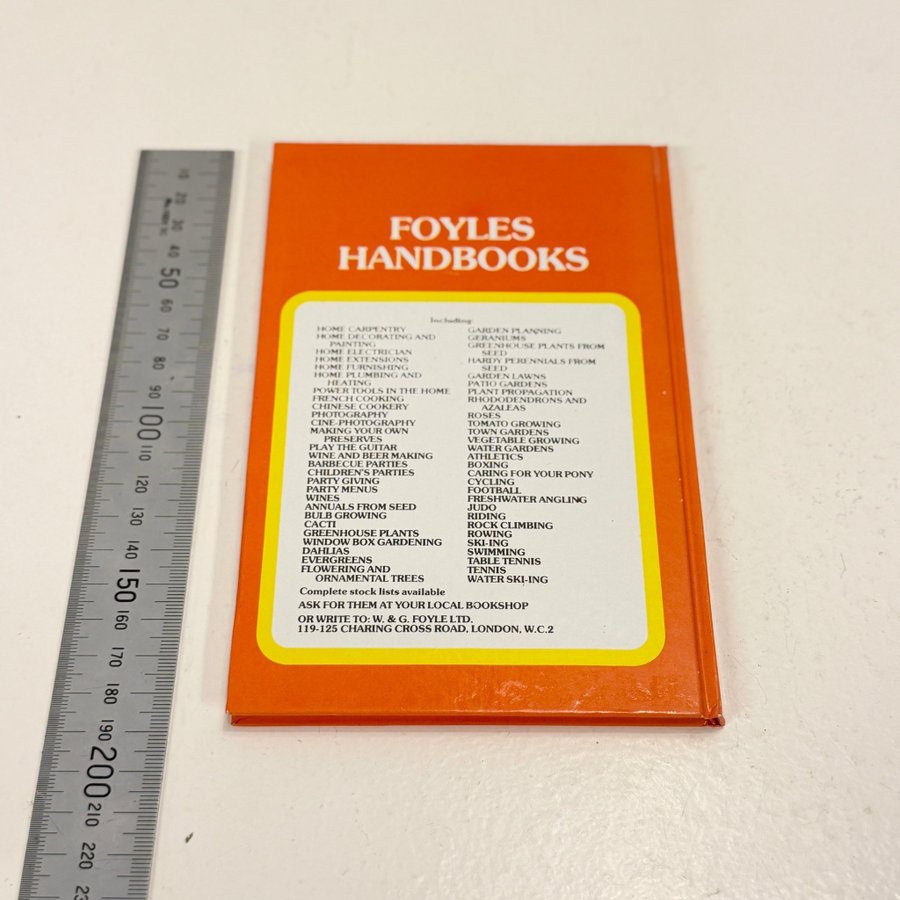 FOYLES
HANDBOOKS
Including:
HOME CARPENTRY
HOME DECORATING AND
PAINTING
HOME ELECTRICIAN
HOME EXTENSIONS
HOME FURNISHING
HOME PLUMBING AND
HEATING
POWER TOOLS IN THE HOME
FRENCH COOKING
CHINESE COOKERY
PHOTOGRAPHY
CINE-PHOTOGRAPHY
MAKING YOUR OWN
PRESERVES
PLAY THE GUITAR
WINE AND BEER MAKING
BARBECUE PARTIES
CHILDREN'S PARTIES
PARTY GIVING
PARTY MENUS
WINES
ANNUALS FROM SEED
BULB GROWING
CACTI
GREENHOUSE PLANTS
WINDOW BOX GARDENING
DAHLIAS
EVERGREENS
FLOWERING AND
ORNAMENTAL TREES
GARDEN PLANNING
GERANIUMS
GREENHOUSE PLANTS FROM
SEED
HARDY PERENNIALS FROM
SEED
GARDEN LAWNS
PATIO GARDENS
PLANT PROPAGATION
RHODODENDRONS AND
AZALEAS
ROSES
TOMATO GROWING
TOWN GARDENS
VEGETABLE GROWING
WATER GARDENS
ATHLETICS
BOXING
CARING FOR YOUR PONY
CYCLING
FOOTBALL
FRESHWATER ANGLING
JUDO
RIDING
ROCK CLIMBING
ROWING
SKI-ING
SWIMMING
TABLE TENNIS
TENNIS
WATER SKI-ING
Complete stock lists available
ASK FOR THEM AT YOUR LOCAL BOOKSHOP
OR WRITE TO: W. & G. FOYLE LTD.
119-125 CHARING CROSS ROAD, LONDON, W.C.2
10
20
30
40
50
60
70
80
90
100
110
120
130
140
150
160
170
180
190
200
210
220